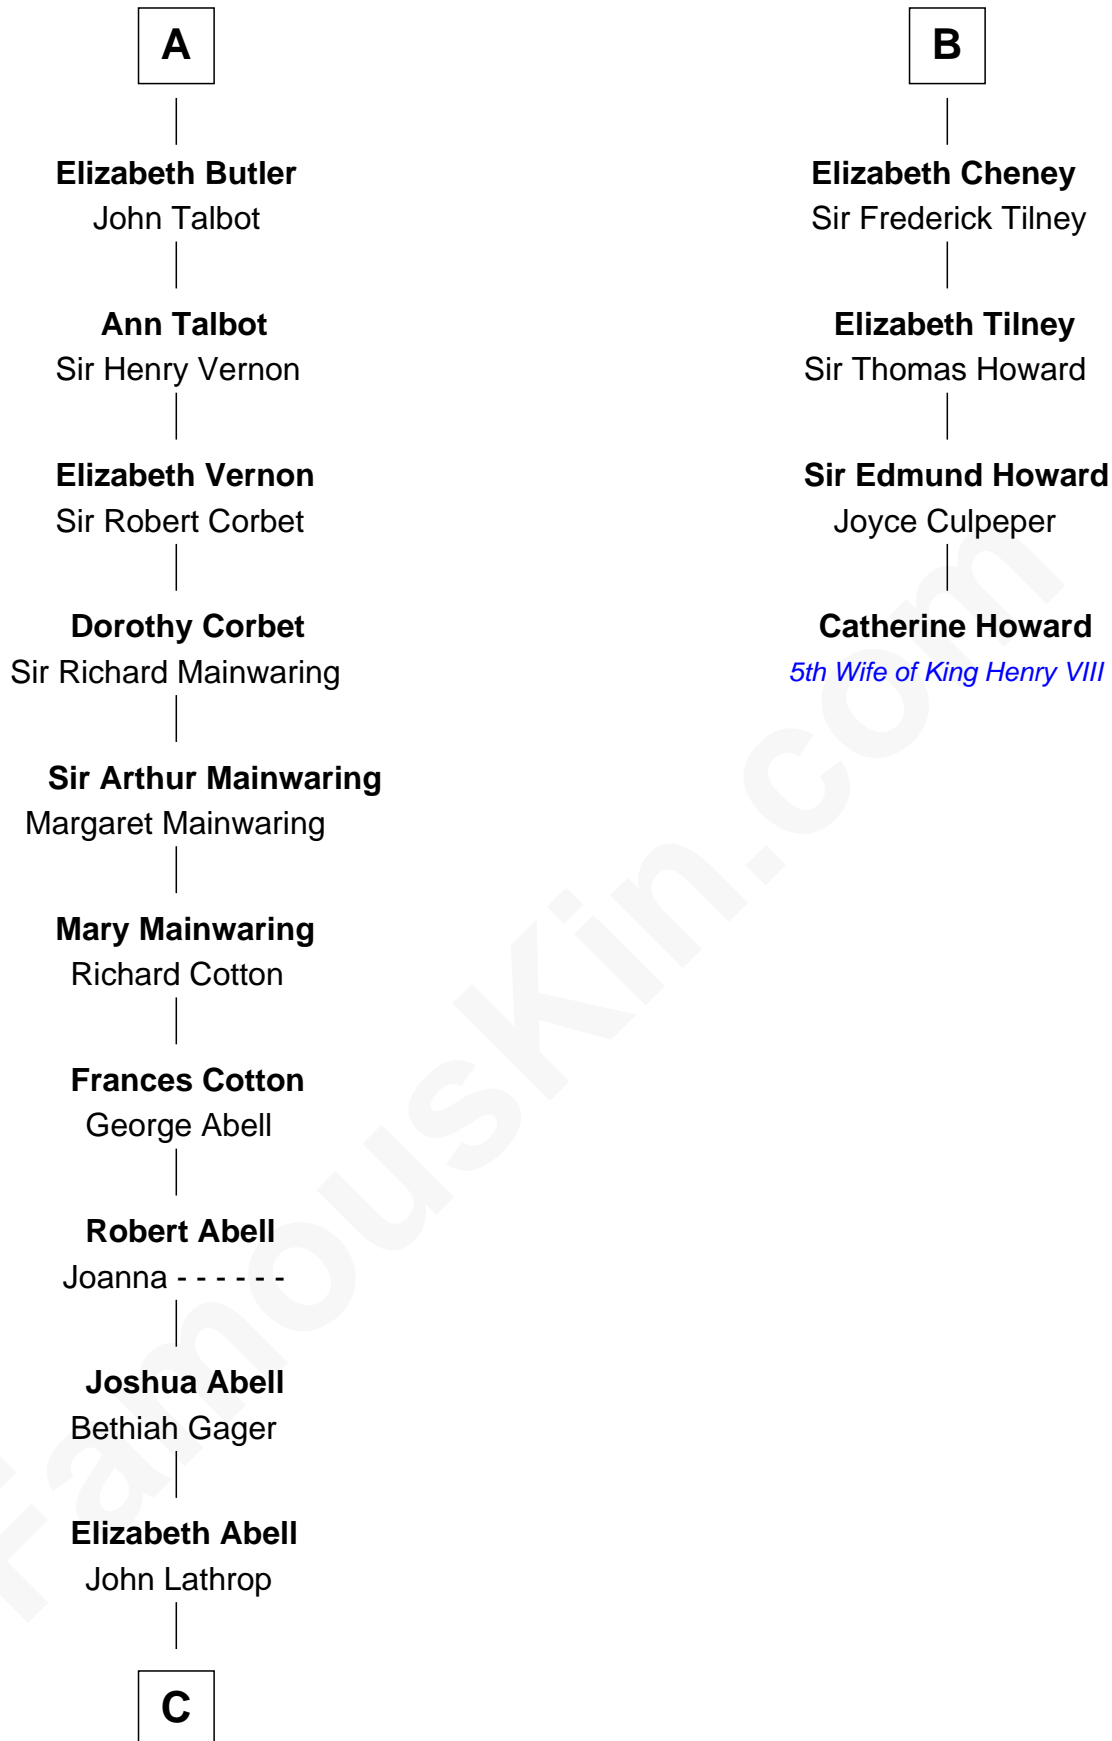 A
Elizabeth Butler
John Talbot
Ann Talbot
Sir Henry Vernon
Elizabeth Vernon
Sir Robert Corbet
Dorothy Corbet
Sir Richard Mainwaring
Sir Arthur Mainwaring
Margaret Mainwaring
Mary Mainwaring
Richard Cotton
Frances Cotton
George Abell
Robert Abell
Joanna - - - - - -
Joshua Abell
Bethiah Gager
Elizabeth Abell
John Lathrop
C
B
Elizabeth Cheney
Sir Frederick Tilney
Elizabeth Tilney
Sir Thomas Howard
Sir Edmund Howard
Joyce Culpeper
Catherine Howard
5th Wife of King Henry VIII
FamousKin.com